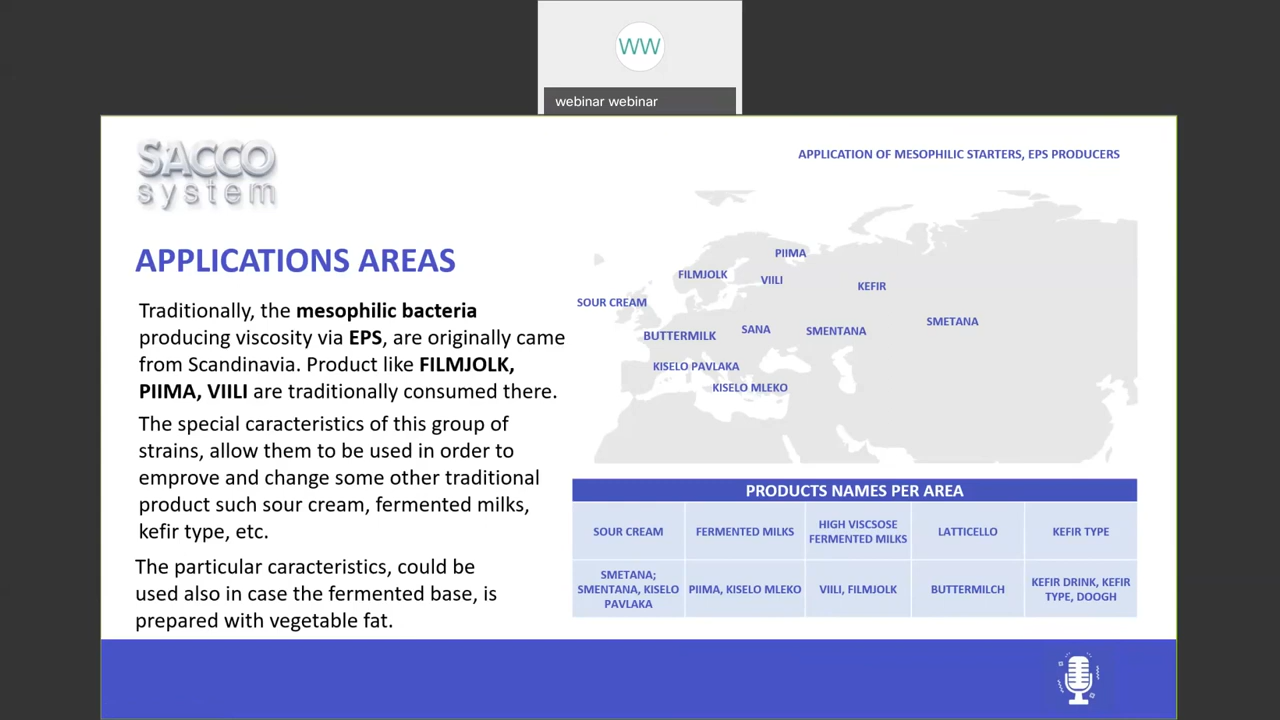 WW
webinar webinar
SACCO
system
APPLICATION OF MESOPHILIC STARTERS, EPS PRODUCERS
APPLICATIONS AREAS
Traditionally, the mesophilic bacteria
producing viscosity via EPS, are originally came
from Scandinavia. Product like FILMJOLK,
PIIMA, VIILI are traditionally consumed there.
The special caracteristics of this group of
strains, allow them to be used in order to
emprove and change some other traditional
product such sour cream, fermented milks,
kefir type, etc.
The particular caracteristics, could be
used also in case the fermented base, is
prepared with vegetable fat.
PIIMA
FILMJOLK
VIILI
KEFIR
SOUR CREAM
SMETANA
BUTTERMILK
SANA
SMENTANA
KISELO PAVLAKA
KISELO MLEKO
PRODUCTS NAMES PER AREA
SOUR CREAM
FERMENTED MILKS
HIGH VISCSOSE
FERMENTED MILKS
LATTICELLO
KEFIR TYPE
SMETANA;
SMENTANA, KISELO
PAVLAKA
PIIMA, KISELO MLEKO
VIILI, FILMJOLK
BUTTERMILCH
KEFIR DRINK, KEFIR
TYPE, DOOGH